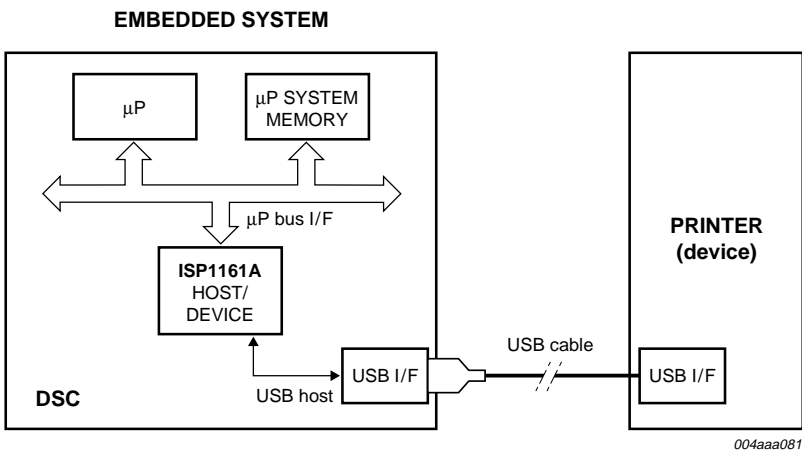 EMBEDDED SYSTEM
μP
μP SYSTEM
MEMORY
μP bus I/F
ISP1161A
HOST/
DEVICE
USB host
USB I/F
DSC
USB cable
PRINTER
(device)
USB I/F
004aaa081